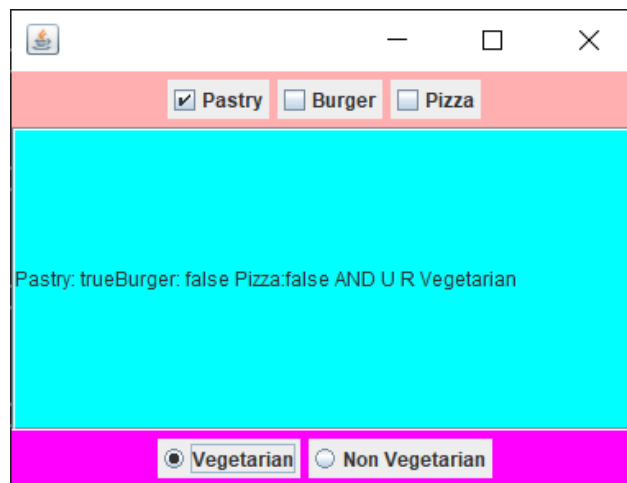 Pastry Burger Pizza
Pastry: trueBurger: false Pizza:false AND U R Vegetarian
Vegetarian Non Vegetarian